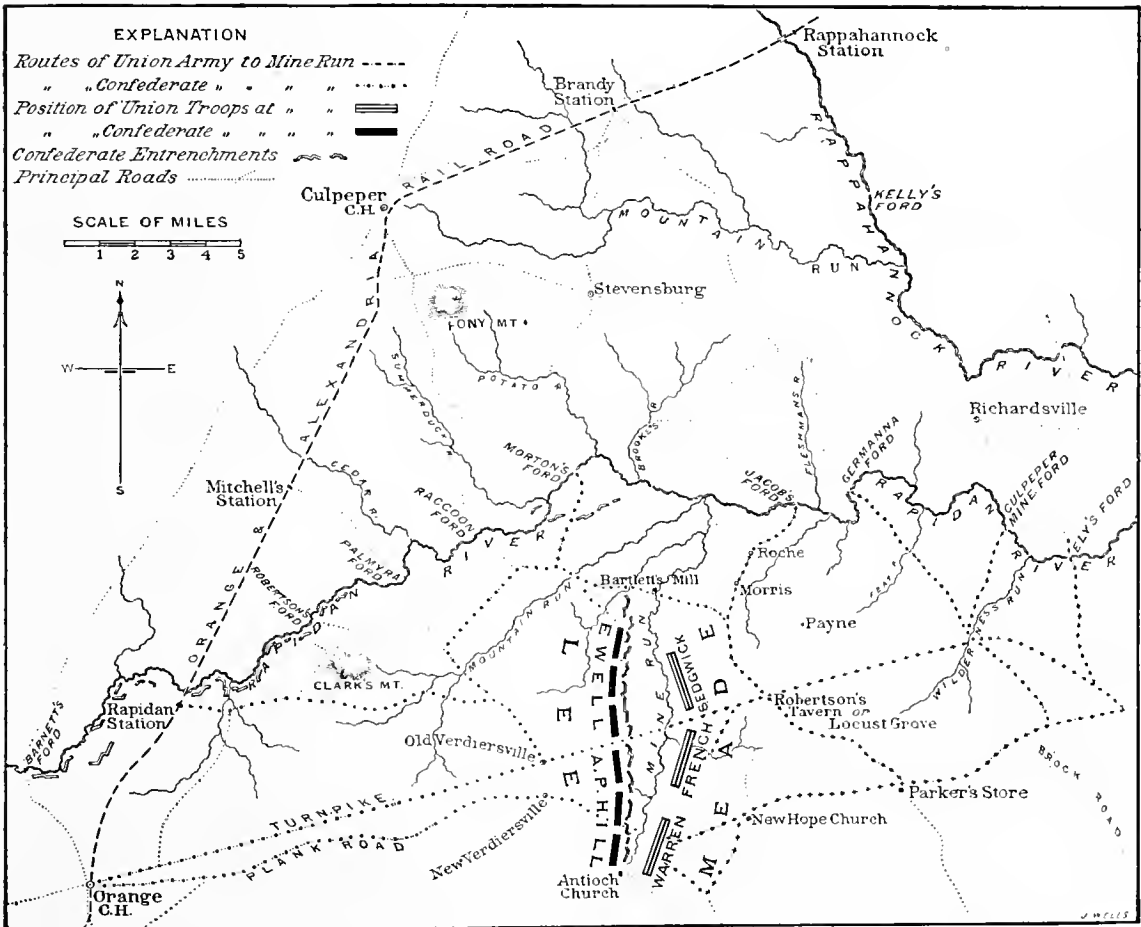 EXPLANATION
Routes of Union Army to Mine Run
" " Confederate " " " "
Position of Union Troops at " "
" " Confederate " " " "
Confederate Entrenchments
Principal Roads
SCALE OF MILES
1 2 3 4 5
N
W E
S
Rappahannock
Station
Brandy
Station
RAIL ROAD
Culpeper
C.H.
RAPPAHANNOCK RIVER
KELLY'S
FORD
MOUNTAIN RUN
Stevensburg
PONY MT.
POTATO R.
SUMMERDUCK R.
BROOKES R.
FLESHMANS R.
Richardsville
ORANGE & ALEXANDRIA
CEDAR R.
Mitchell's
Station
MORTON'S
FORD
RACCOON
FORD
JACOBS
FORD
GERMANNA
FORD
CULPEPER
MINE FORD
ELY'S FORD
RAPIDAN RIVER
PALMYRA
FORD
ROBERTSONS
FORD
RAPIDAN RIVER
Roche
Bartlett's Mill
Morris
Payne
FLAT R.
WILDERNESS RUN
MOUNTAIN RUN
CLARK'S MT.
BARNETT'S
FORD
Rapidan
Station
LEE
EWELL
A.P. HILL
MINE RUN
SEDGWICK
FRENCH
WARREN
MEADE
Robertson's
Tavern or
Locust Grove
Old Verdiersville
BROCK ROAD
Parker's Store
New Hope Church
TURNPIKE
PLANK ROAD
New Verdiersville
Antioch
Church
Orange
C.H.
J. WELLS